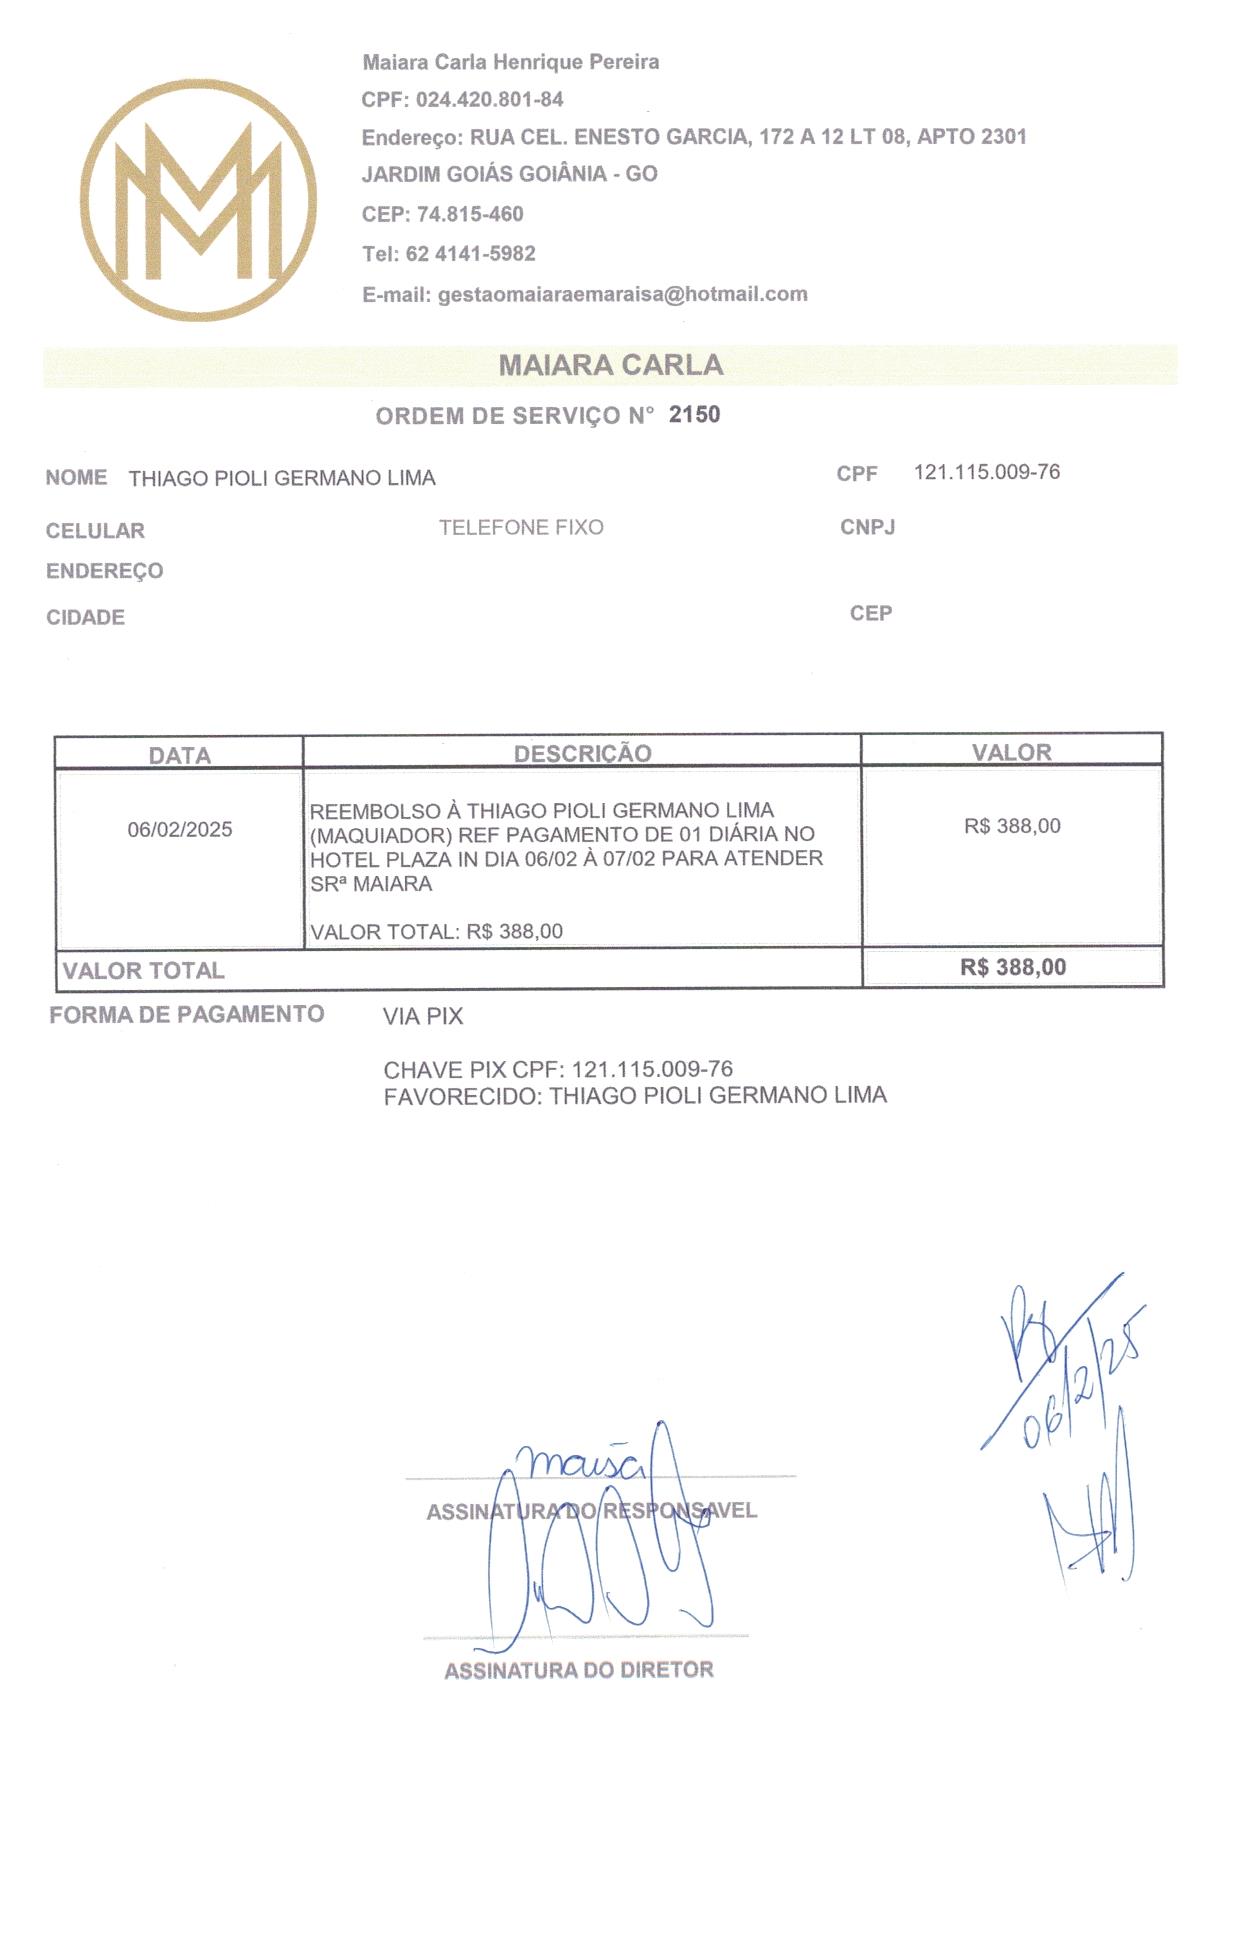 Maiara Carla Henrique Pereira
CPF: 024.420.801-84
Endereço: RUA CEL. ENESTO GARCIA, 172 A 12 LT 08, APTO 2301
JARDIM GOIÁS GOIÂNIA - GO
CEP: 74.815-460
Tel: 62 4141-5982
E-mail: gestaomaiaraemaraisa@hotmail.com
MAIARA CARLA
ORDEM DE SERVIÇO N° 2150
NOME THIAGO PIOLI GERMANO LIMA CPF 121.115.009-76
CELULAR TELEFONE FIXO CNPJ
ENDEREÇO
CIDADE CEP
DATA DESCRIÇÃO VALOR
REEMBOLSO À THIAGO PIOLI GERMANO LIMA
06/02/2025 (MAQUIADOR) REF PAGAMENTO DE 01 DIÁRIA NO R$ 388,00
HOTEL PLAZA IN DIA 06/02 À 07/02 PARA ATENDER
SRª MAIARA
VALOR TOTAL: R$ 388,00
VALOR TOTAL R$ 388,00
FORMA DE PAGAMENTO VIA PIX
CHAVE PIX CPF: 121.115.009-76
FAVORECIDO: THIAGO PIOLI GERMANO LIMA
06/2/25
ASSINATURA DO RESPONSAVEL
ASSINATURA DO DIRETOR